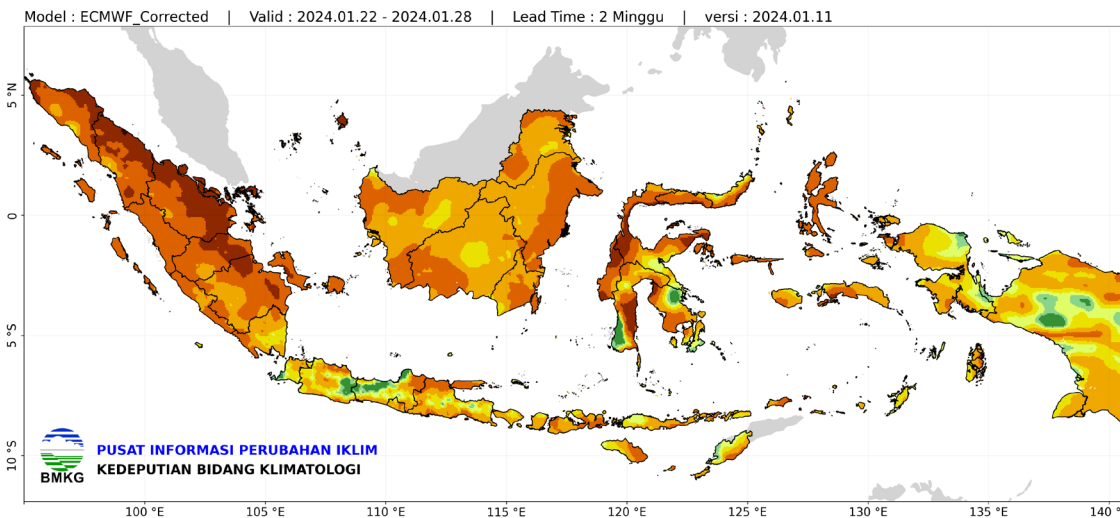 Model : ECMWF_Corrected | Valid : 2024.01.22 - 2024.01.28 | Lead Time : 2 Minggu | versi : 2024.01.11
5 °N
0
5 °S
10 °S
BMKG
PUSAT INFORMASI PERUBAHAN IKLIM
KEDEPUTIAN BIDANG KLIMATOLOGI
100 °E 105 °E 110 °E 115 °E 120 °E 125 °E 130 °E 135 °E 140